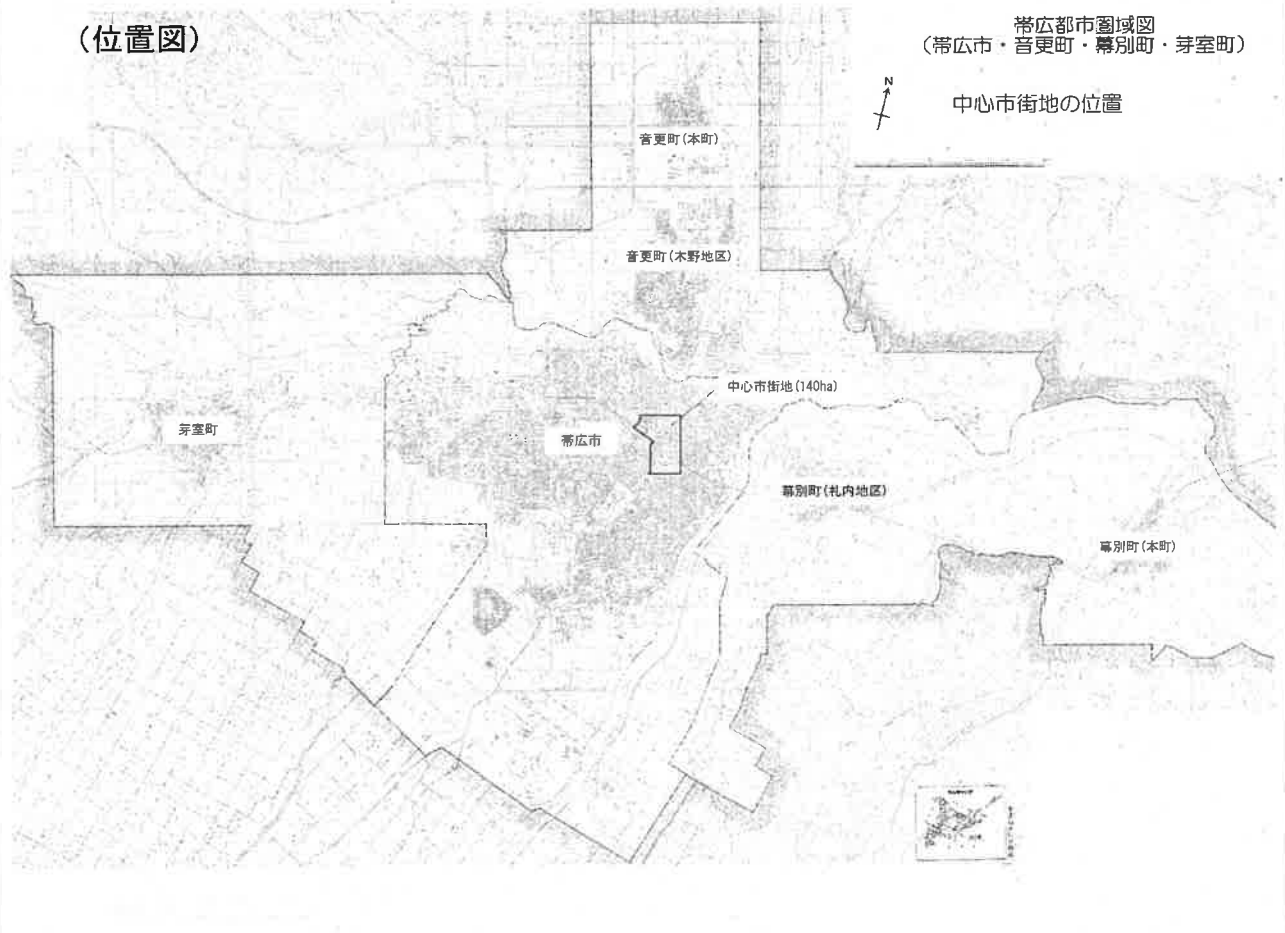 (位置図)
帯広都市圏域図
(帯広市・音更町・幕別町・芽室町)
N
中心市街地の位置
音更町(本町)
音更町(木野地区)
中心市街地(140ha)
芽室町
帯広市
幕別町(札内地区)
幕別町(本町)